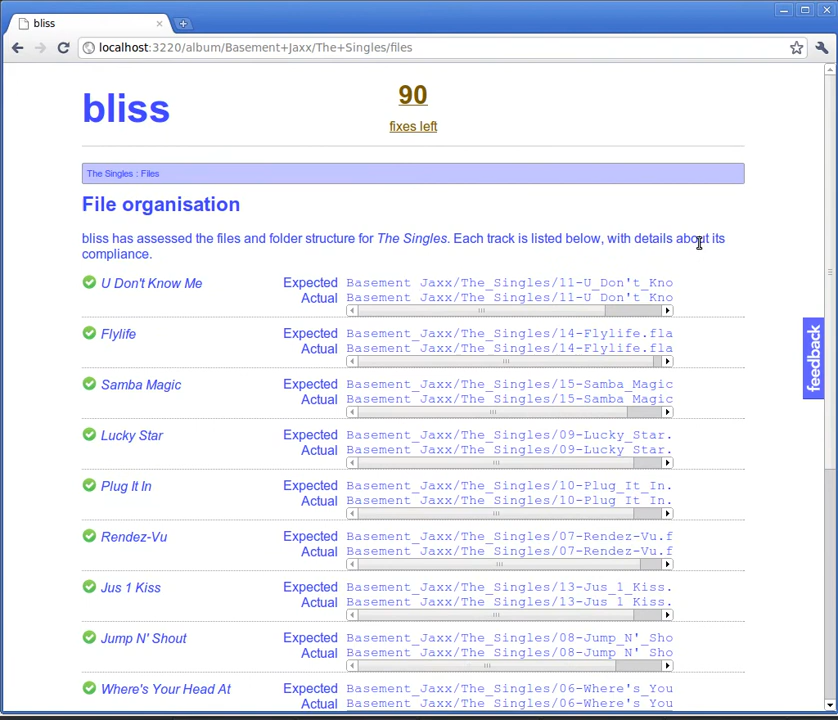 bliss
localhost:3220/album/Basement+Jaxx/The+Singles/files
bliss
90
fixes left
The Singles : Files
File organisation
bliss has assessed the files and folder structure for The Singles. Each track is listed below, with details about its
compliance.
U Don't Know Me
Expected Basement_Jaxx/The_Singles/11-U_Don't_Kno
Actual Basement_Jaxx/The_Singles/11-U_Don't_Kno
Flylife
Expected Basement_Jaxx/The_Singles/14-Flylife.fla
Actual Basement_Jaxx/The_Singles/14-Flylife.fla
Samba Magic
Expected Basement_Jaxx/The_Singles/15-Samba_Magic
Actual Basement_Jaxx/The_Singles/15-Samba_Magic
Lucky Star
Expected Basement_Jaxx/The_Singles/09-Lucky_Star.
Actual Basement_Jaxx/The_Singles/09-Lucky_Star.
Plug It In
Expected Basement_Jaxx/The_Singles/10-Plug_It_In.
Actual Basement_Jaxx/The_Singles/10-Plug_It_In.
Rendez-Vu
Expected Basement_Jaxx/The_Singles/07-Rendez-Vu.f
Actual Basement_Jaxx/The_Singles/07-Rendez-Vu.f
Jus 1 Kiss
Expected Basement_Jaxx/The_Singles/13-Jus_1_Kiss.
Actual Basement_Jaxx/The_Singles/13-Jus_1_Kiss.
Jump N' Shout
Expected Basement_Jaxx/The_Singles/08-Jump_N'_Sho
Actual Basement_Jaxx/The_Singles/08-Jump_N'_Sho
Where's Your Head At
Expected Basement_Jaxx/The_Singles/06-Where's_You
Actual Basement_Jaxx/The_Singles/06-Where's_You
feedback